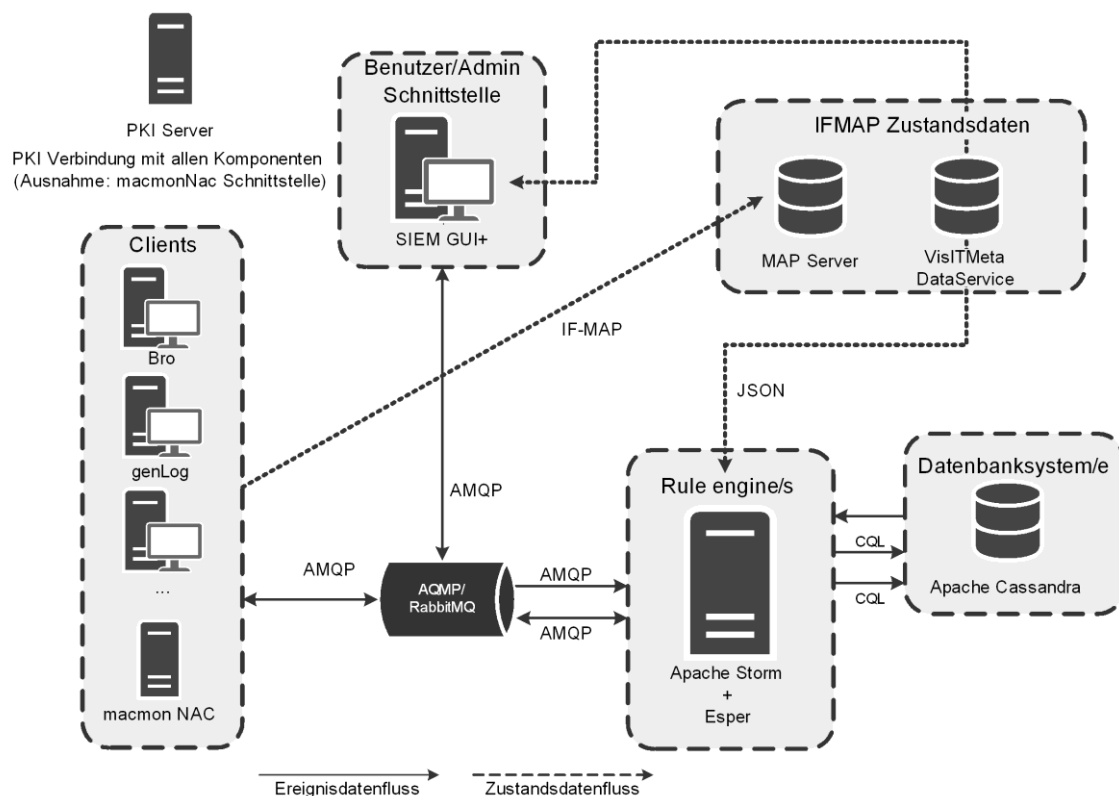 PKI Server
PKI Verbindung mit allen Komponenten
(Ausnahme: macmonNac Schnittstelle)
Benutzer/Admin
Schnittstelle
SIEM GUI+
IFMAP Zustandsdaten
MAP Server
VisITMeta
DataService
Clients
Bro
genLog
...
macmon NAC
IF-MAP
JSON
AMQP
AMQP
AQMP/
RabbitMQ
AMQP
AMQP
Rule engine/s
Apache Storm
+
Esper
CQL
CQL
Datenbanksystem/e
Apache Cassandra
Ereignisdatenfluss
Zustandsdatenfluss